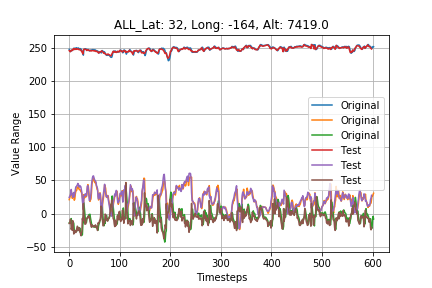 ALL_Lat: 32, Long: -164, Alt: 7419.0
250
200
150
100
50
0
−50
Value Range
Original
Original
Original
Test
Test
Test
0
100
200
300
400
500
600
Timesteps